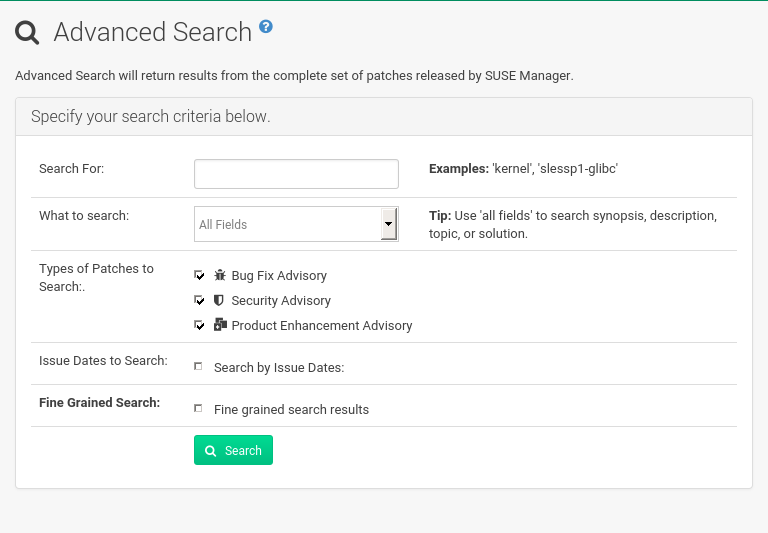 Advanced Search
Advanced Search will return results from the complete set of patches released by SUSE Manager.
Specify your search criteria below.
Search For:
Examples: 'kernel', 'slessp1-glibc'
What to search:
All Fields
Tip: Use 'all fields' to search synopsis, description,
topic, or solution.
Types of Patches to
Search:.
Bug Fix Advisory
Security Advisory
Product Enhancement Advisory
Issue Dates to Search:
Search by Issue Dates:
Fine Grained Search:
Fine grained search results
Search